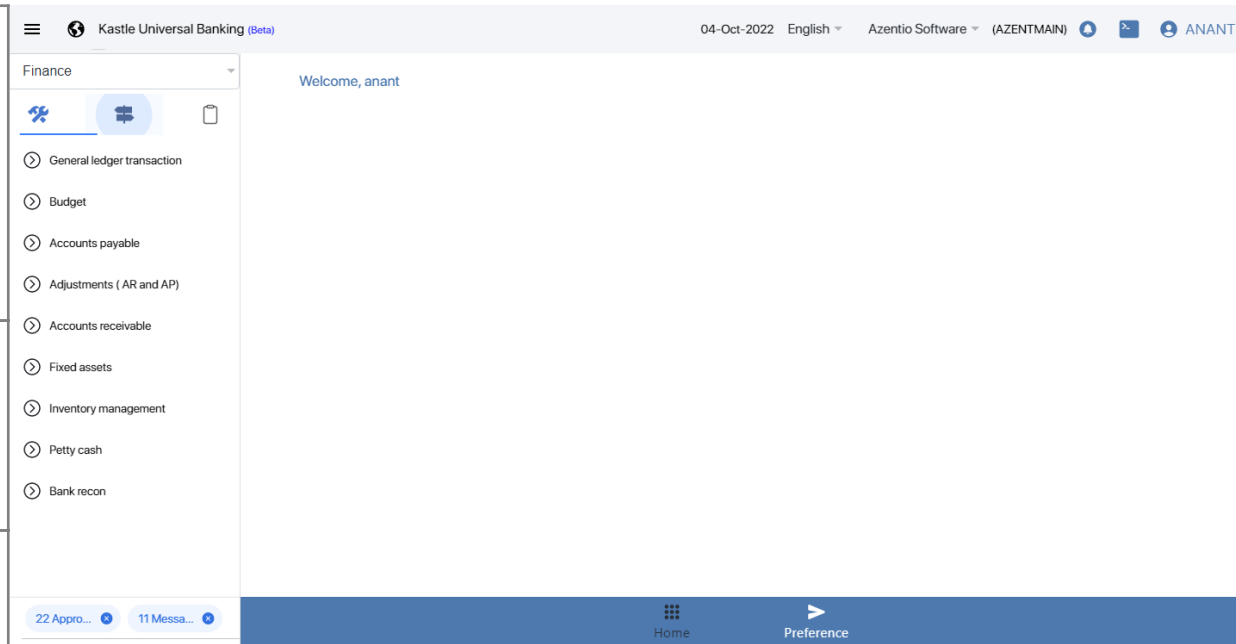 Kastle Universal Banking (Beta)
04-Oct-2022 English Azentio Software (AZENTMAIN) ANANT
Finance
Welcome, anant
General ledger transaction
Budget
Accounts payable
Adjustments ( AR and AP)
Accounts receivable
Fixed assets
Inventory management
Petty cash
Bank recon
22 Appro... 11 Messa...
Home Preference